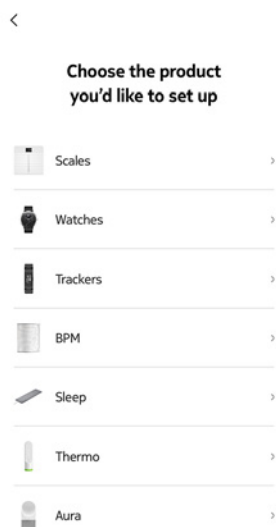 Choose the product
you'd like to set up
Scales
Watches
Trackers
BPM
Sleep
Thermo
Aura